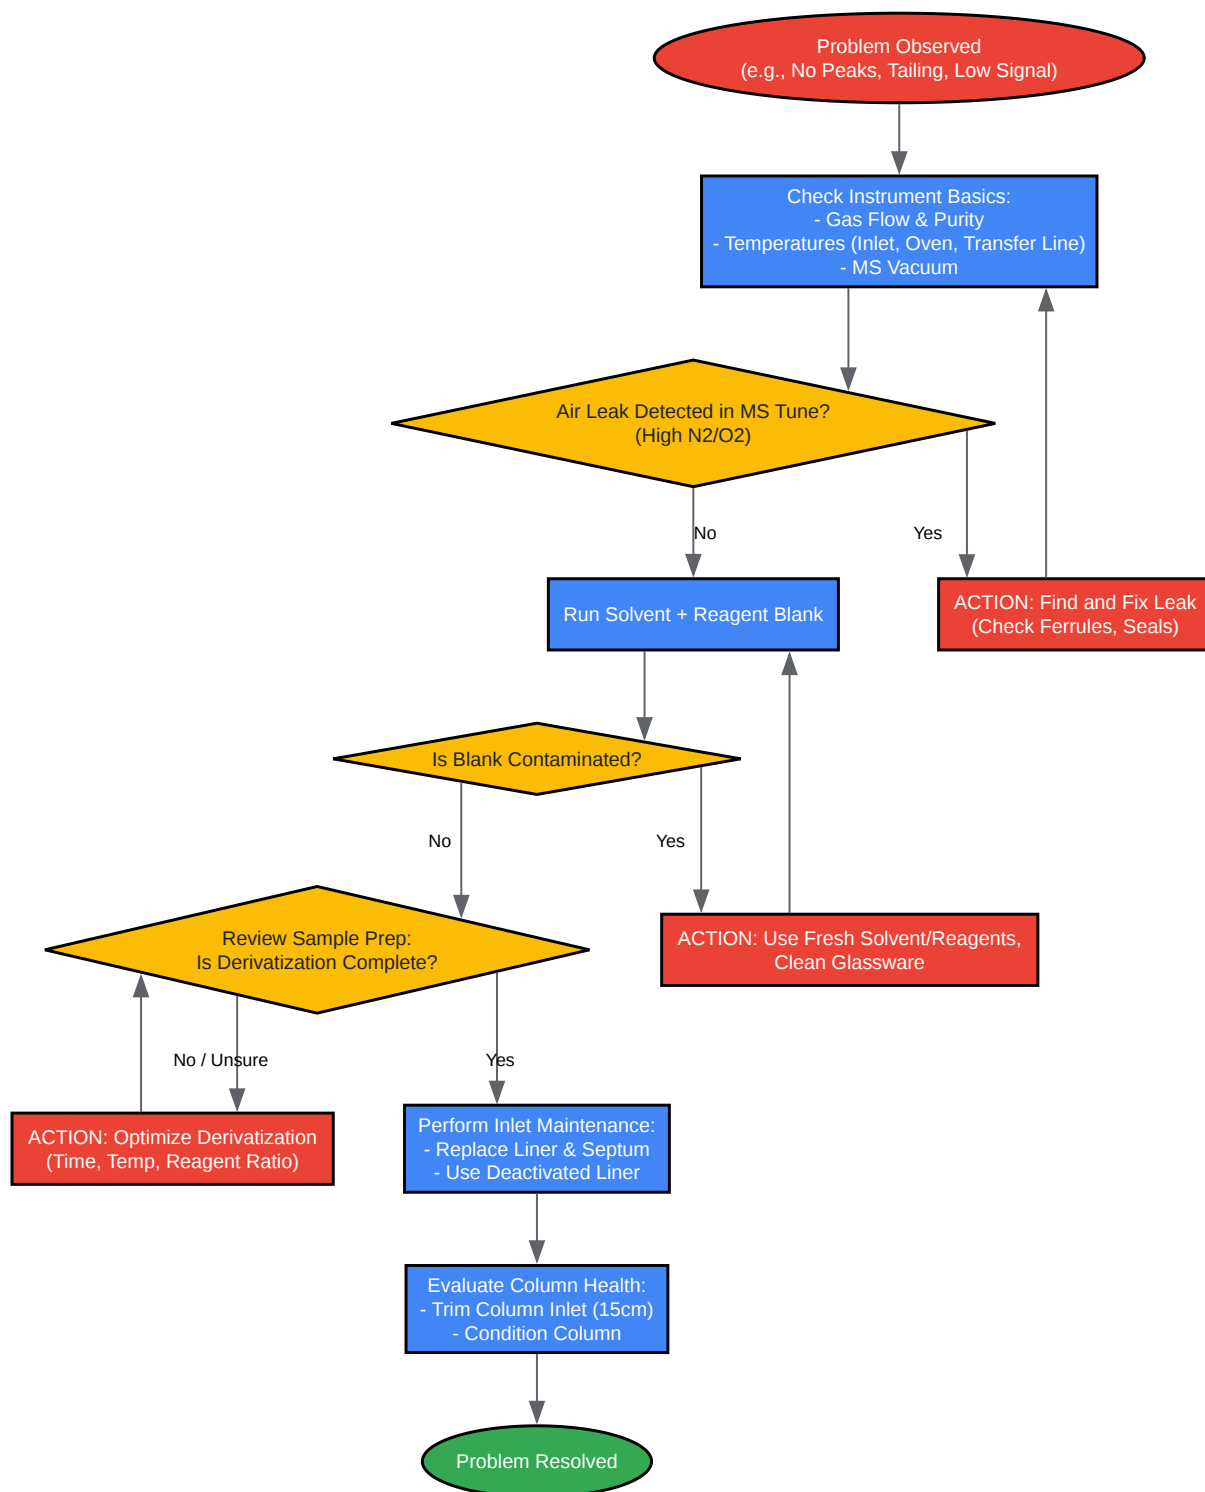 Problem Observed
(e.g., No Peaks, Tailing, Low Signal)
Check Instrument Basics:
- Gas Flow & Purity
- Temperatures (Inlet, Oven, Transfer Line)
- MS Vacuum
Air Leak Detected in MS Tune?
(High N2/O2)
No
Yes
Run Solvent + Reagent Blank
ACTION: Find and Fix Leak
(Check Ferrules, Seals)
Is Blank Contaminated?
No
Yes
Review Sample Prep:
Is Derivatization Complete?
ACTION: Use Fresh Solvent/Reagents,
Clean Glassware
No / Unsure
Yes
ACTION: Optimize Derivatization
(Time, Temp, Reagent Ratio)
Perform Inlet Maintenance:
- Replace Liner & Septum
- Use Deactivated Liner
Evaluate Column Health:
- Trim Column Inlet (15cm)
- Condition Column
Problem Resolved